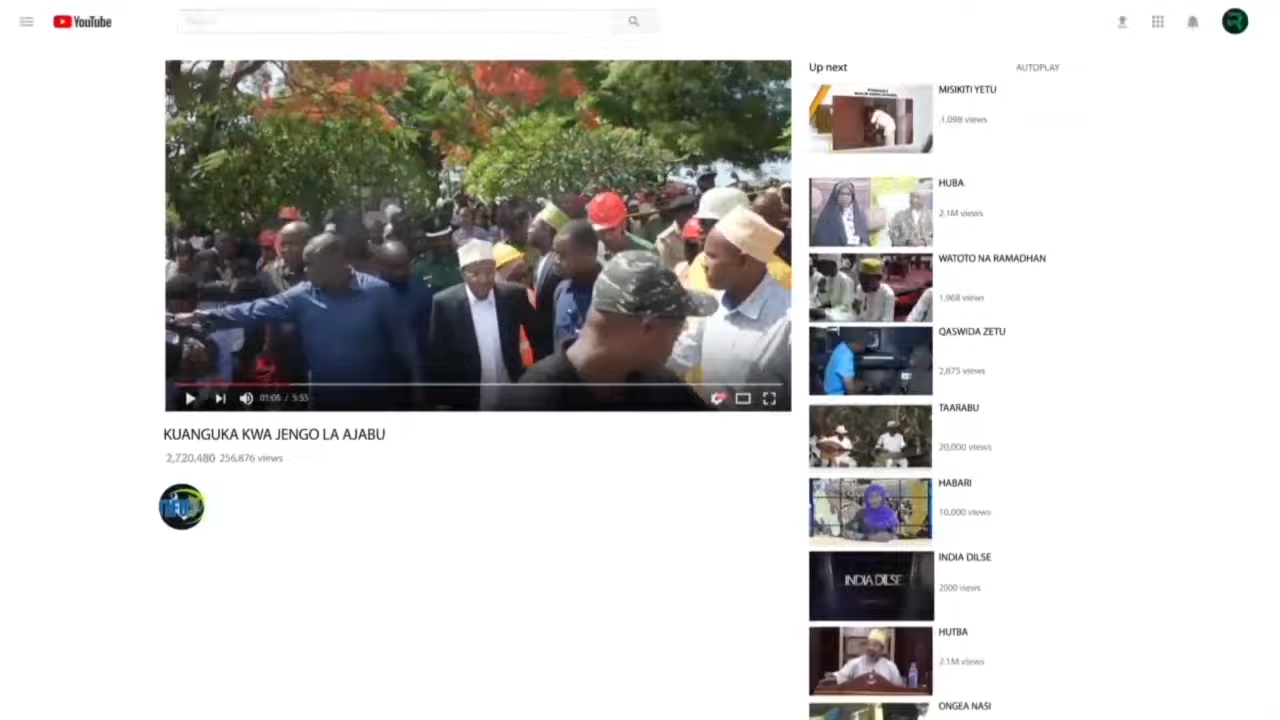 YouTube
Up next
AUTOPLAY
MISIKITI YETU
1,098 views
HUBA
2.1M views
WATOTO NA RAMADHAN
1,968 views
QASWIDA ZETU
2,875 views
TAARABU
20,000 views
HABARI
10,000 views
INDIA DILSE
INDIA DILSE
2000 views
HUTBA
2.1M views
ONGEA NASI
01:05 / 5:55
KUANGUKA KWA JENGO LA AJABU
2,720,480 256,876 views